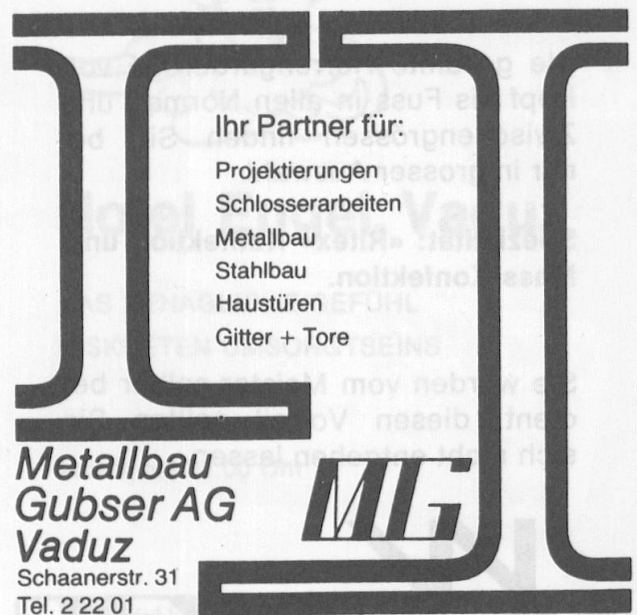 Ihr Partner für:
Projektierungen
Schlosserarbeiten
Metallbau
Stahlbau
Haustüren
Gitter + Tore
Metallbau
Gubser AG
Vaduz
Schaanerstr. 31
Tel. 2 22 01
MG